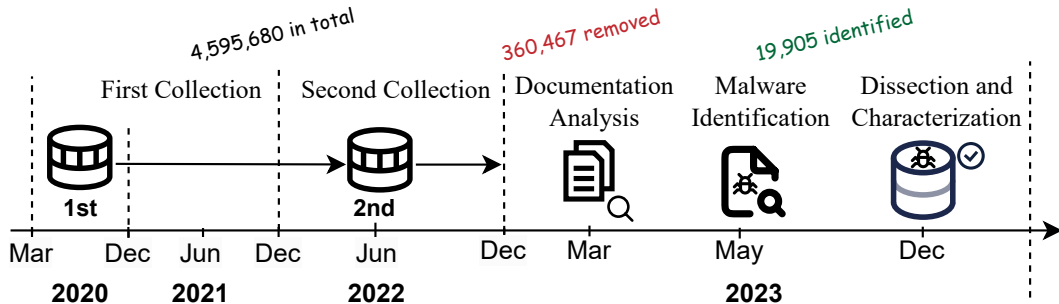 4,595,680 in total
360,467 removed
19,905 identified
First Collection
Second Collection
Documentation
Analysis
Malware
Identification
Dissection and
Characterization
1st
2nd
Mar
Dec
Jun
Dec
Jun
Dec
Mar
May
Dec
2020
2021
2022
2023